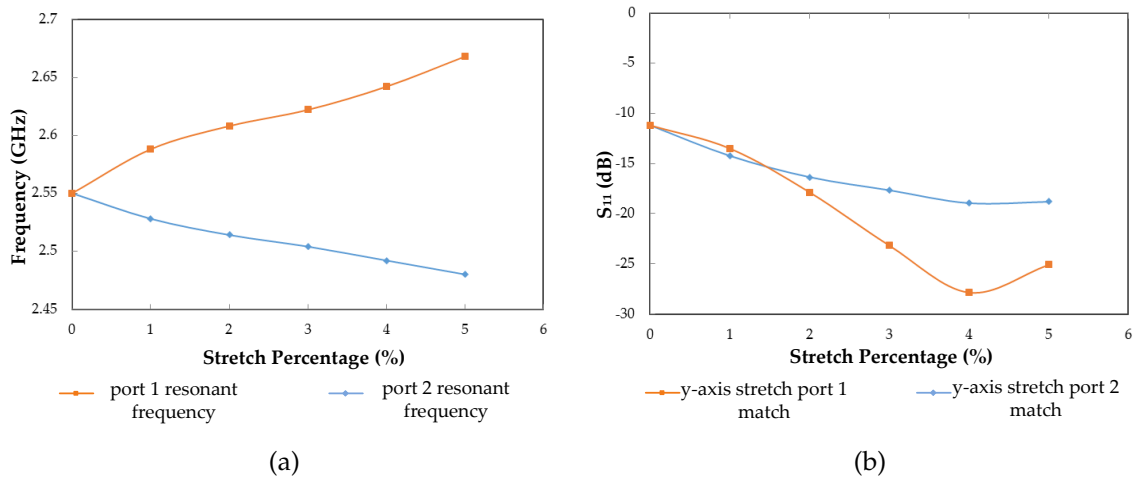 2.7
2.65
2.6
2.55
2.5
2.45
Frequency (GHz)
0 1 2 3 4 5 6
Stretch Percentage (%)
port 1 resonant
frequency
port 2 resonant
frequency
(a)
0
-5
-10
-15
-20
-25
-30
S₁₁ (dB)
0 1 2 3 4 5 6
Stretch Percentage (%)
y-axis stretch port 1
match
y-axis stretch port 2
match
(b)